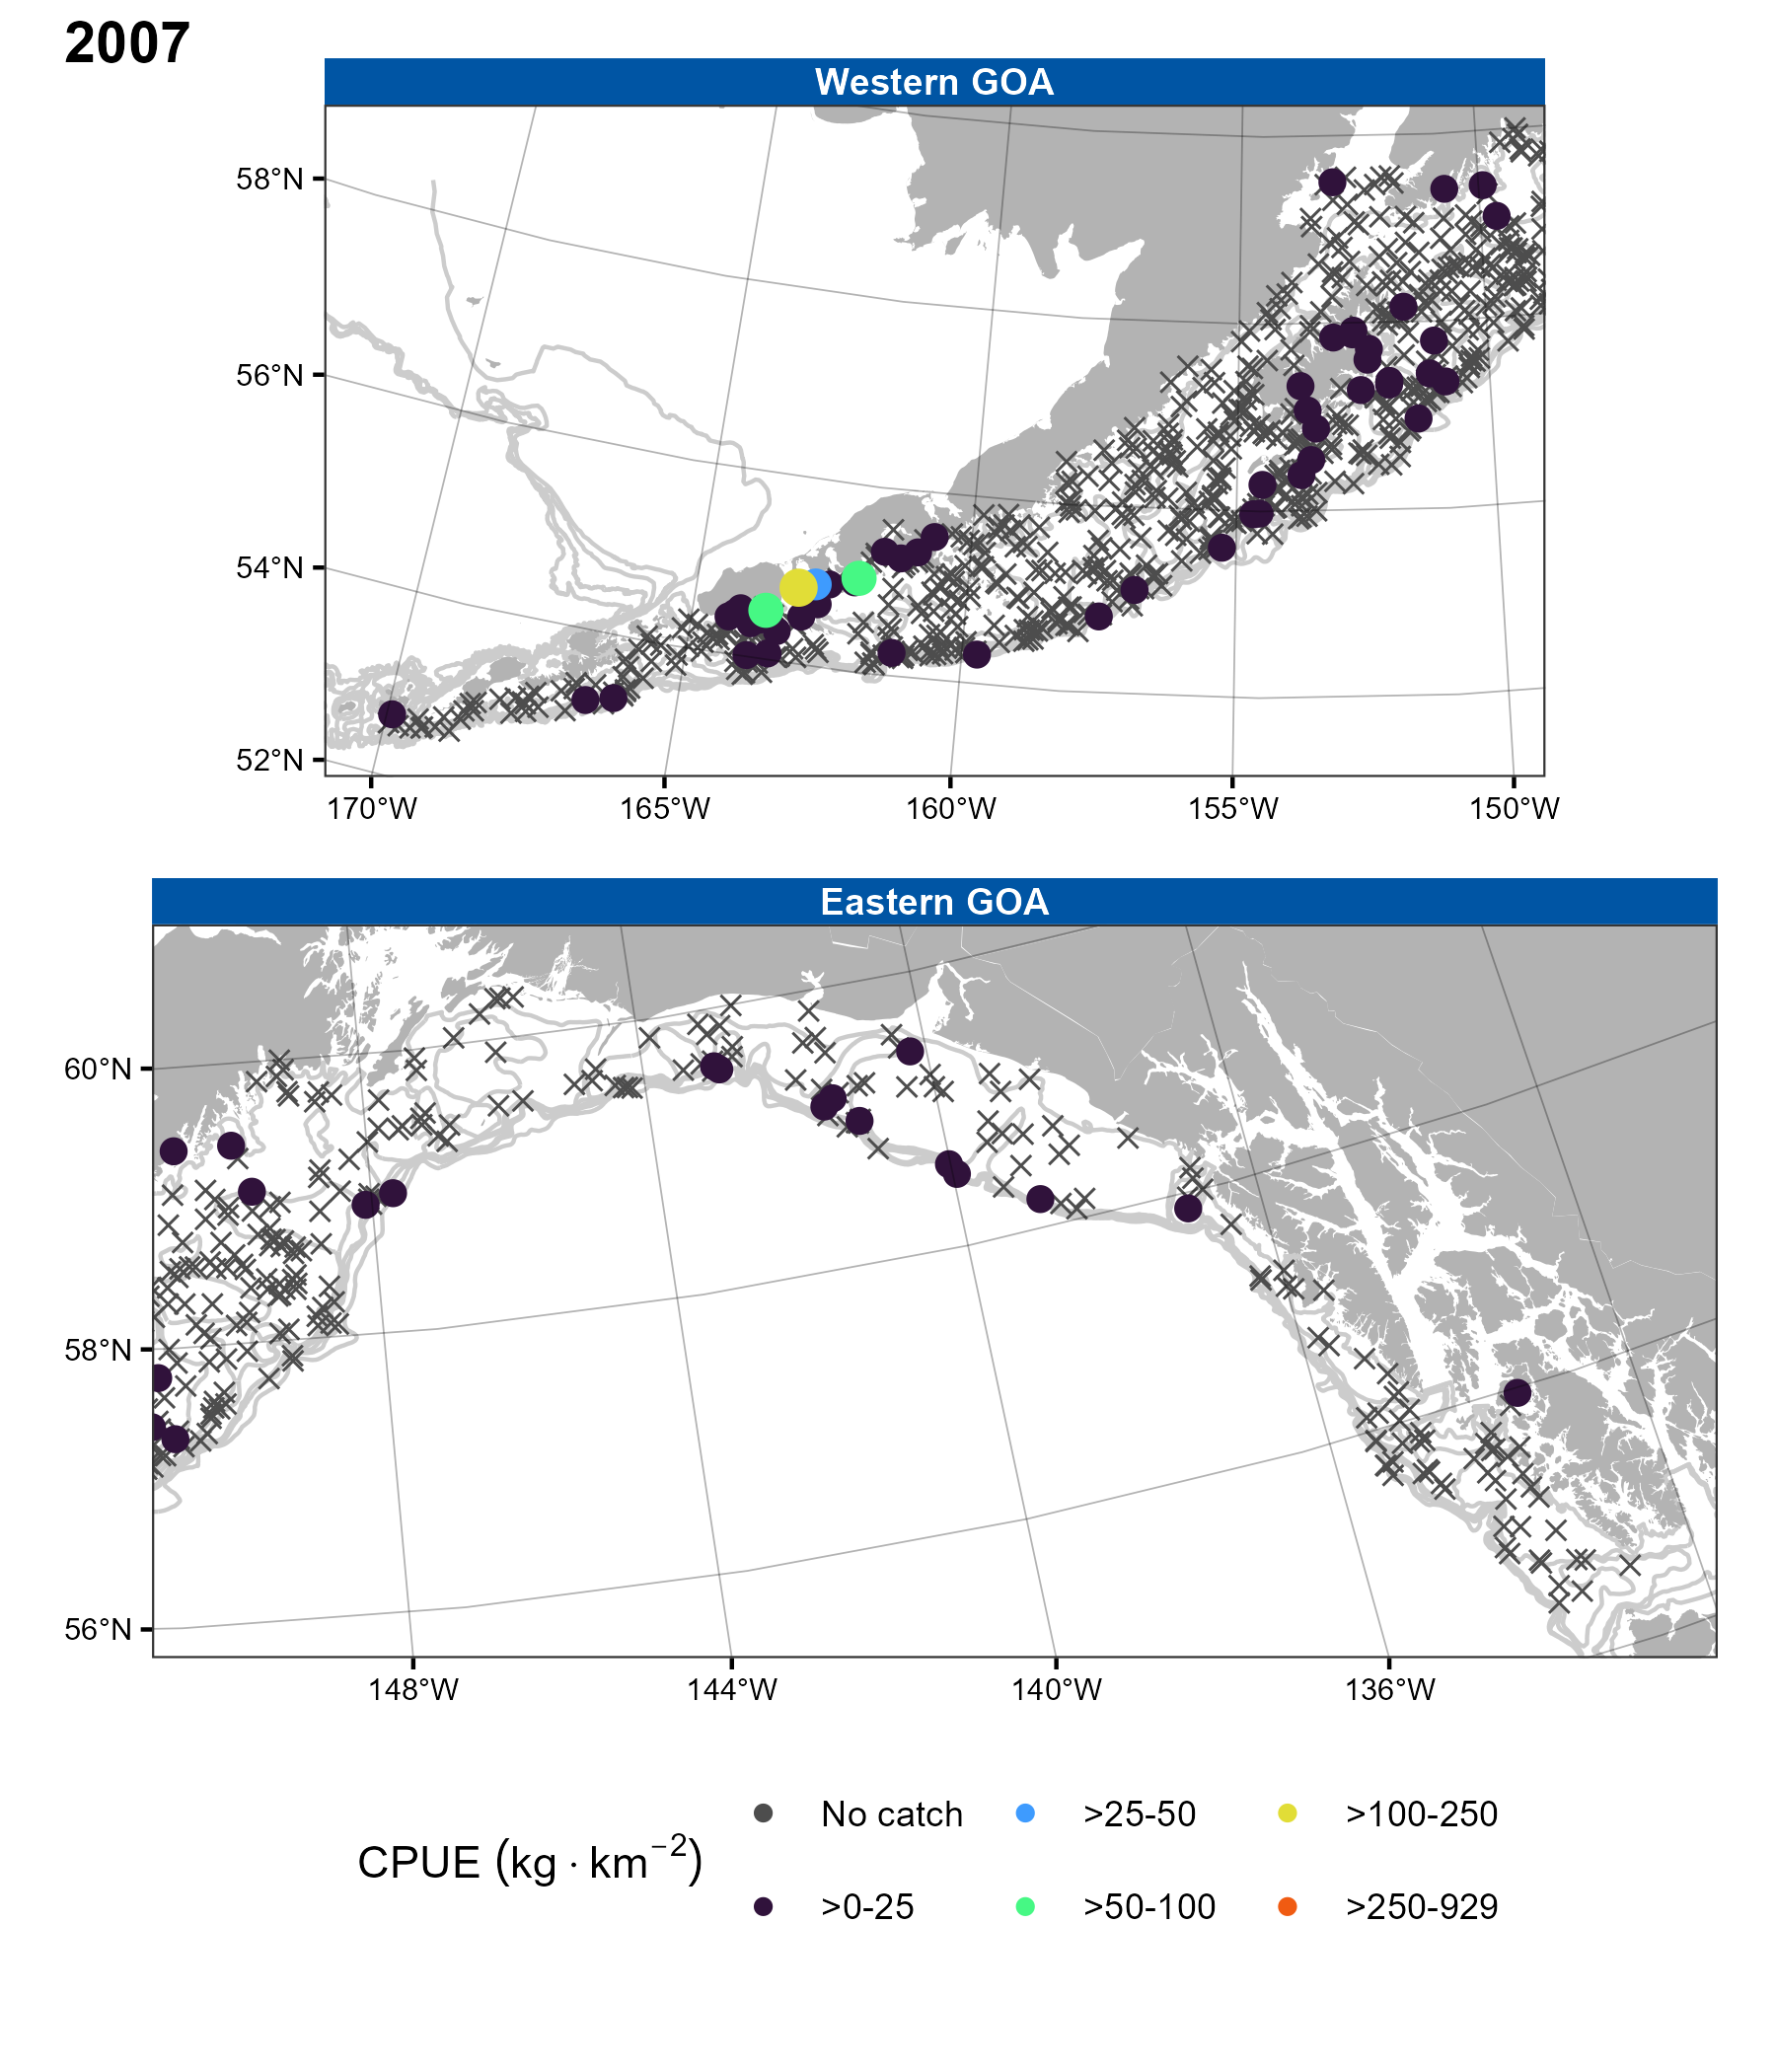 2007
Western GOA
58°N
56°N
54°N
52°N
170°W 165°W 160°W 155°W 150°W
Eastern GOA
60°N
58°N
56°N
148°W 144°W 140°W 136°W
CPUE (kg · km⁻²)
No catch >25-50 >100-250
>0-25 >50-100 >250-929